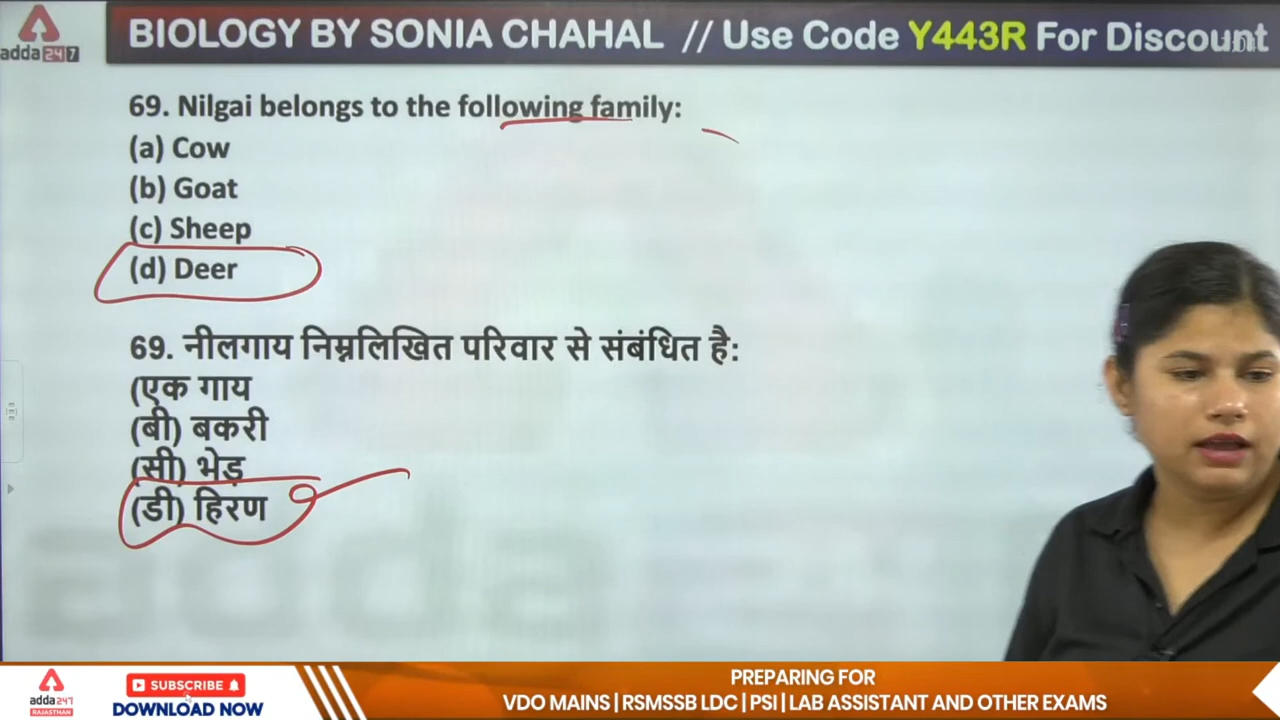 BIOLOGY BY SONIA CHAHAL // Use Code Y443R For Discount
adda247
69. Nilgai belongs to the following family:
(a) Cow
(b) Goat
(c) Sheep
(d) Deer
69. नीलगाय निम्नलिखित परिवार से संबंधित है:
(एक गाय
(बी) बकरी
(सी) भेड़
(डी) हिरण
adda
adda247
RAJASTHAN
SUBSCRIBE
DOWNLOAD NOW
PREPARING FOR
VDO MAINS | RSMSSB LDC | PSI | LAB ASSISTANT AND OTHER EXAMS